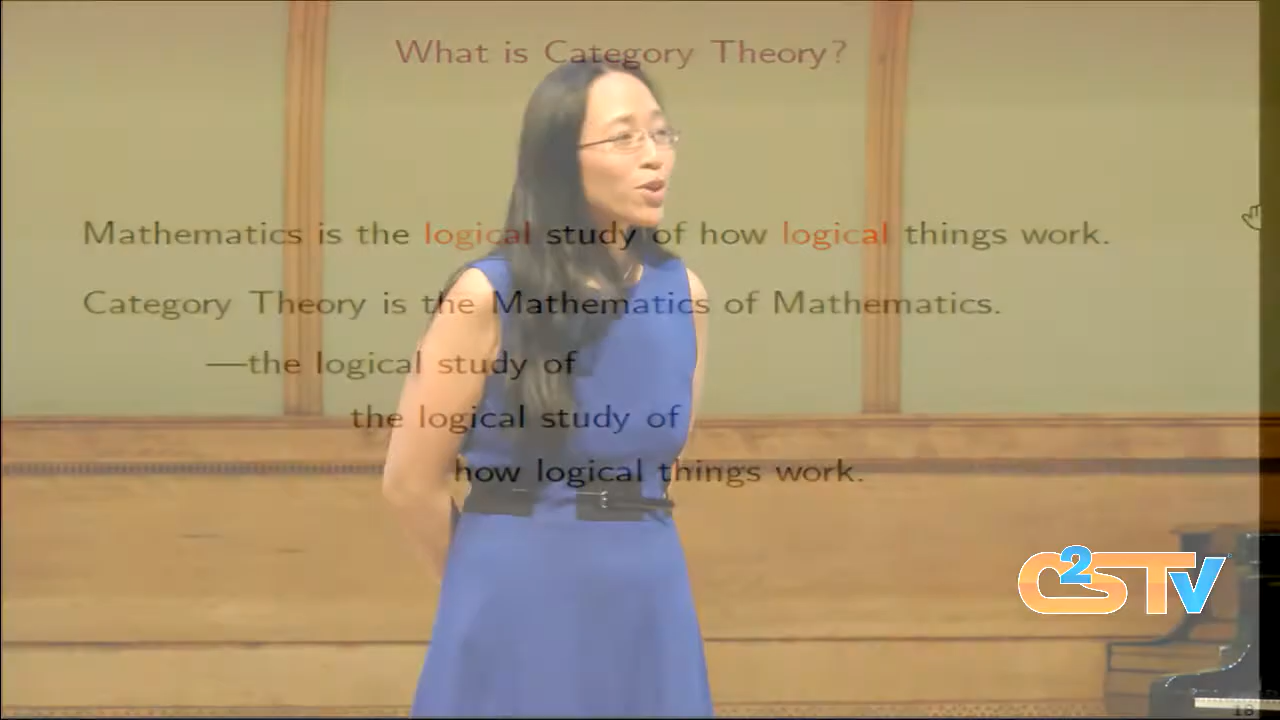 What is Category Theory?
Mathematics is the logical study of how logical things work.
Category Theory is the Mathematics of Mathematics.
—the logical study of
the logical study of
how logical things work.
C2STV
18